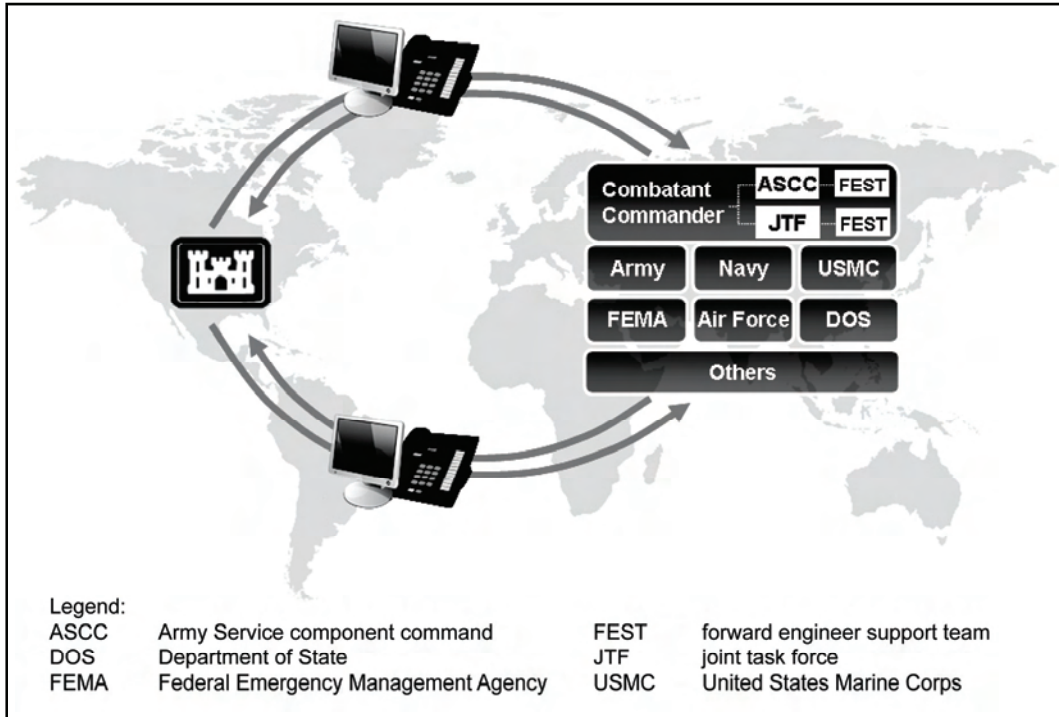 Combatant Commander
ASCC FEST
JTF FEST
Army Navy USMC
FEMA Air Force DOS
Others
Legend:
ASCC Army Service component command
DOS Department of State
FEMA Federal Emergency Management Agency
FEST forward engineer support team
JTF joint task force
USMC United States Marine Corps